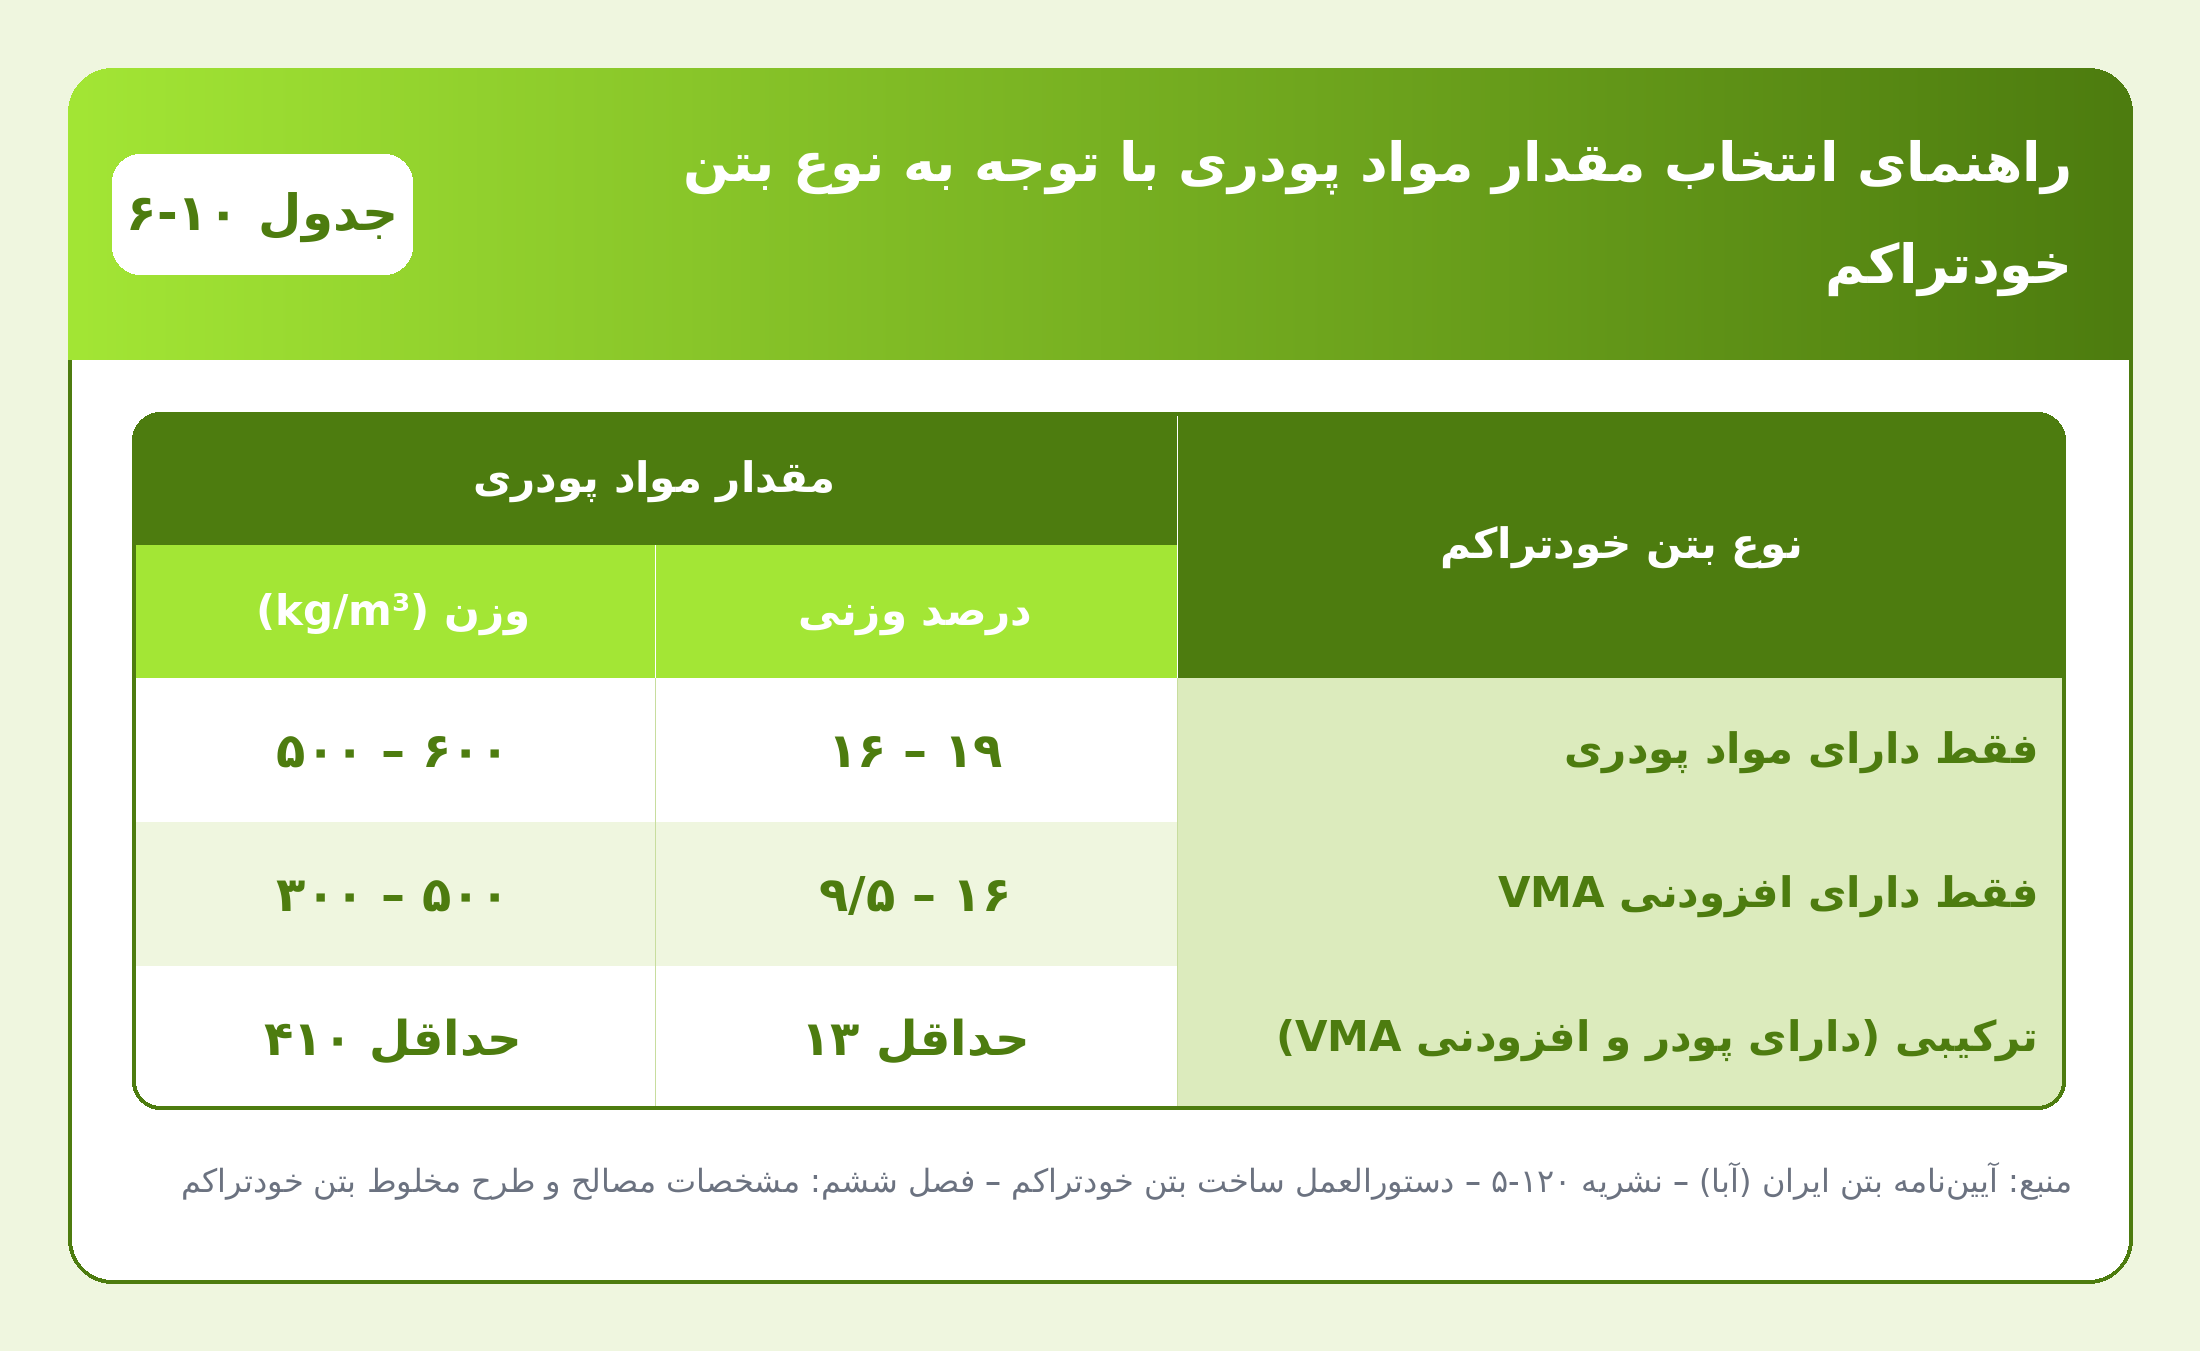 راهنمای انتخاب مقدار مواد پودری با توجه به نوع بتن
خودتراکم
جدول ۱۰-۶
نوع بتن خودتراکم
مقدار مواد پودری
درصد وزنی
وزن (kg/m³)
فقط دارای مواد پودری
۱۹ – ۱۶
۶۰۰ – ۵۰۰
فقط دارای افزودنی VMA
۱۶ – ۹/۵
۵۰۰ – ۳۰۰
ترکیبی (دارای پودر و افزودنی VMA)
حداقل ۱۳
حداقل ۴۱۰
منبع: آیین‌نامه بتن ایران (آبا) – نشریه ۱۲۰-۵ – دستورالعمل ساخت بتن خودتراکم – فصل ششم: مشخصات مصالح و طرح مخلوط بتن خودتراکم